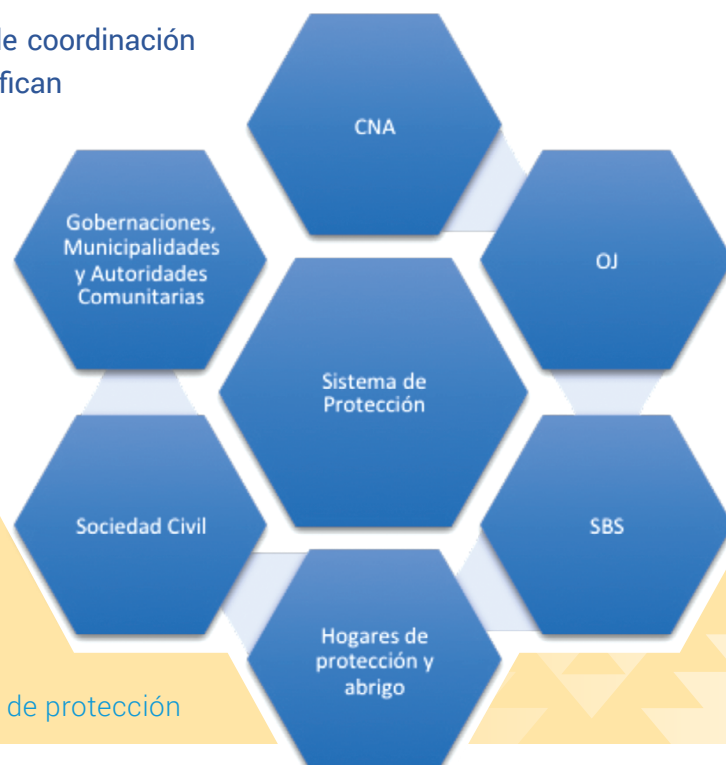 de coordinación
fican
CNA
Gobernaciones,
Municipalidades
y Autoridades
Comunitarias
OJ
Sistema de
Protección
Sociedad Civil
SBS
Hogares de
protección y
abrigo
de protección